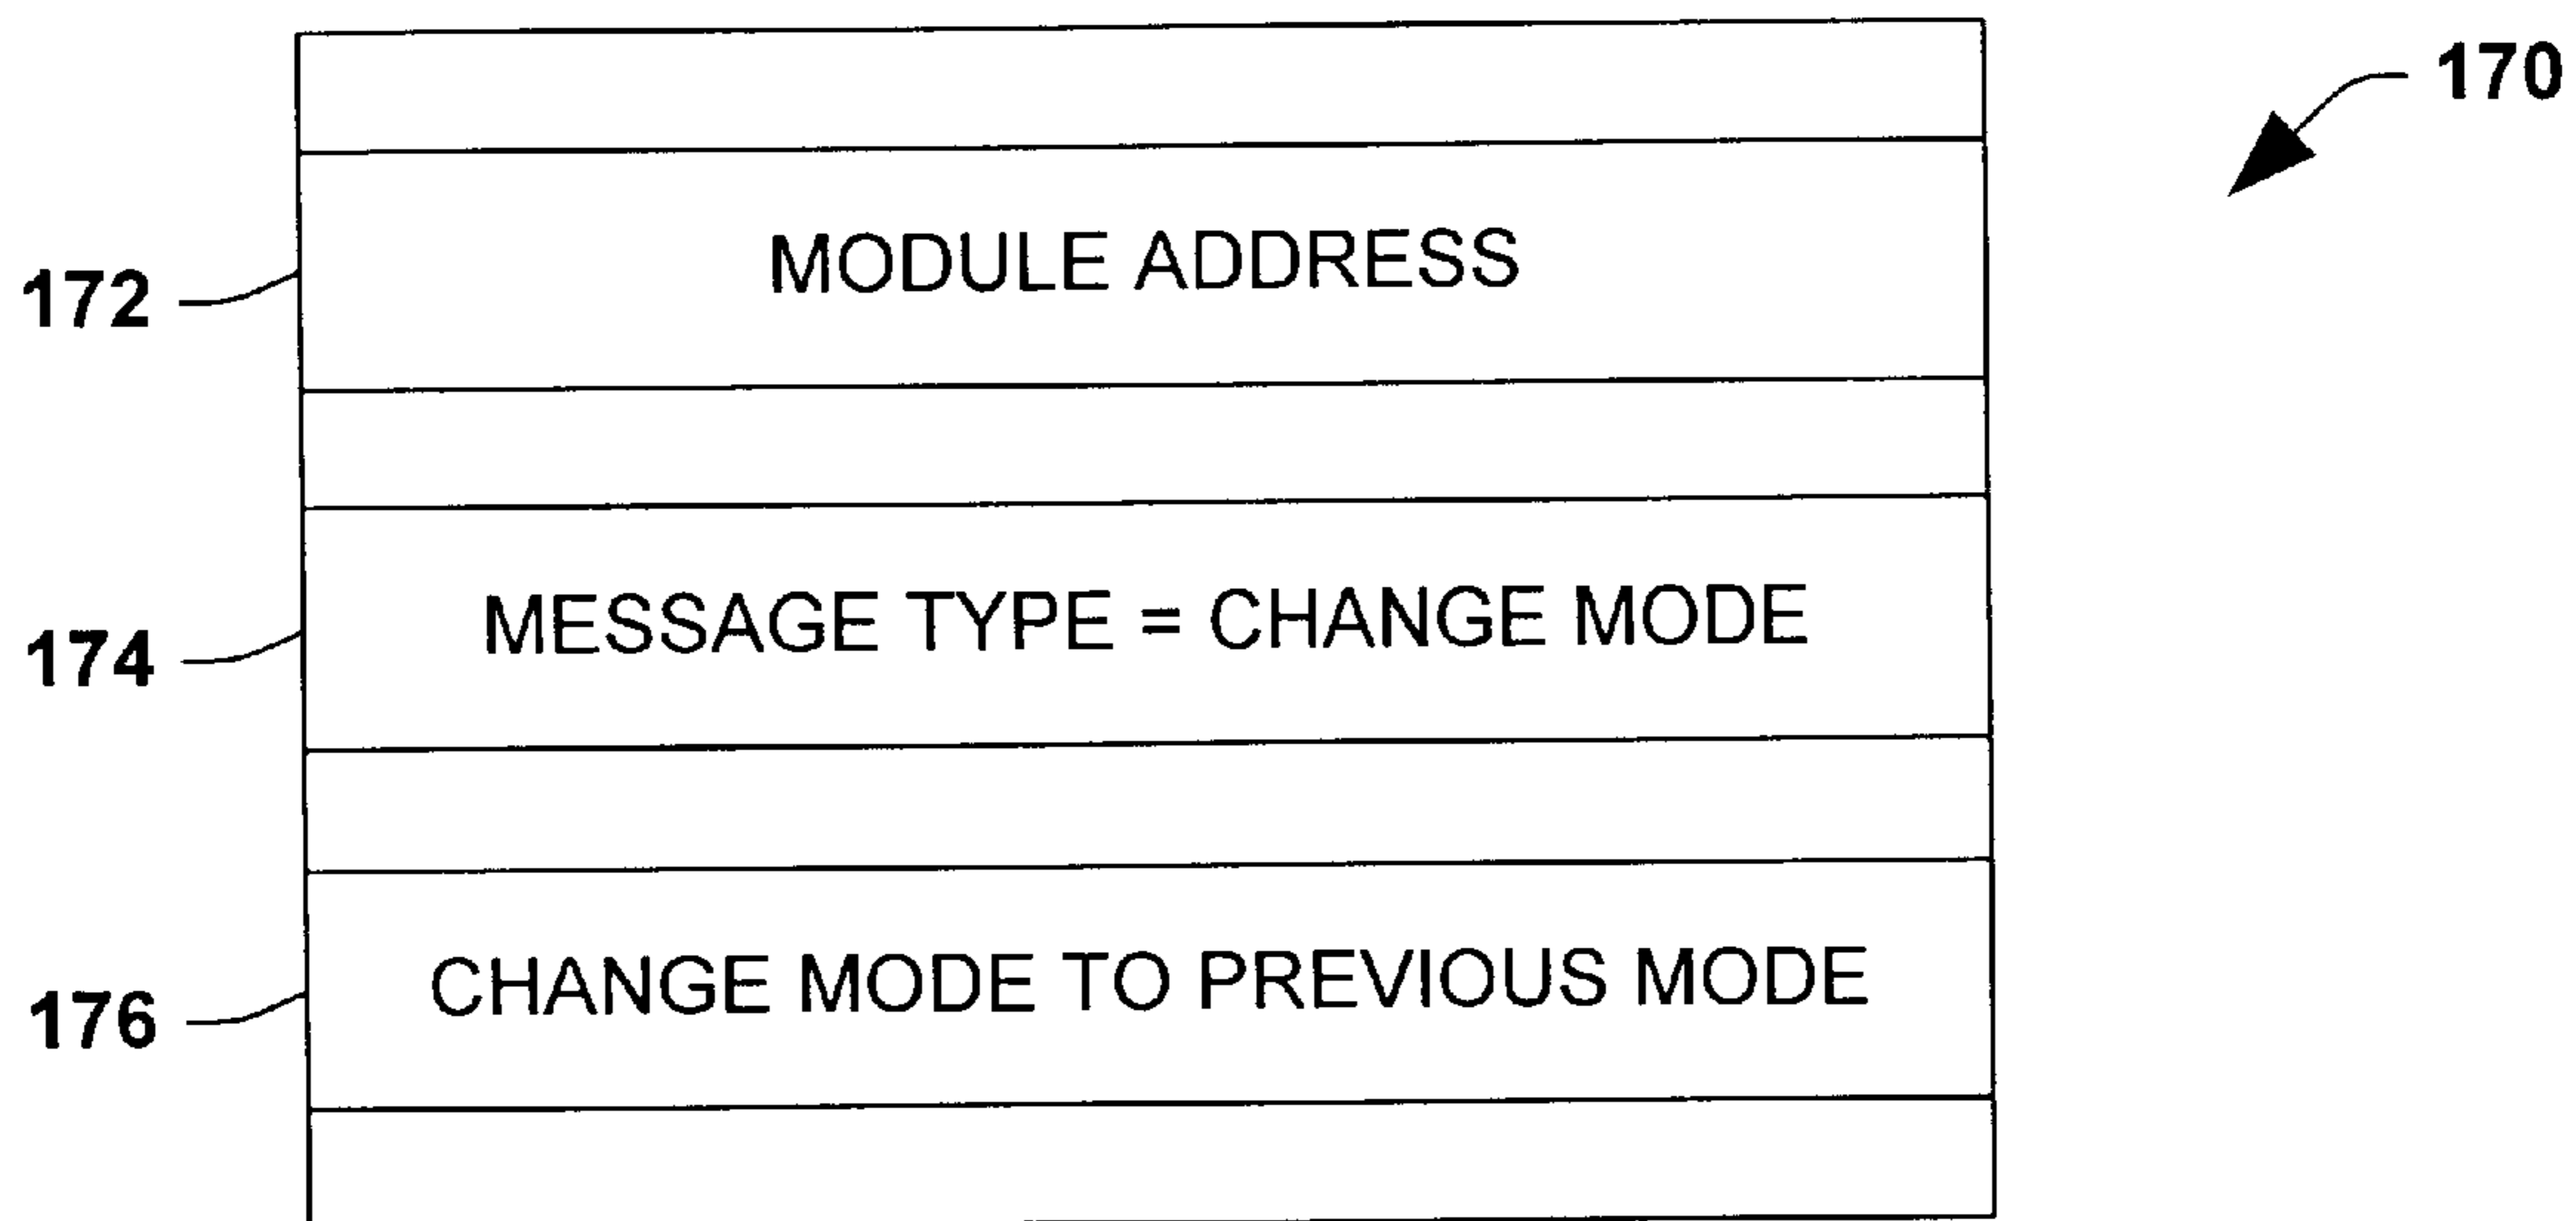 170
172
MODULE ADDRESS
174
MESSAGE TYPE = CHANGE MODE
176
CHANGE MODE TO PREVIOUS MODE